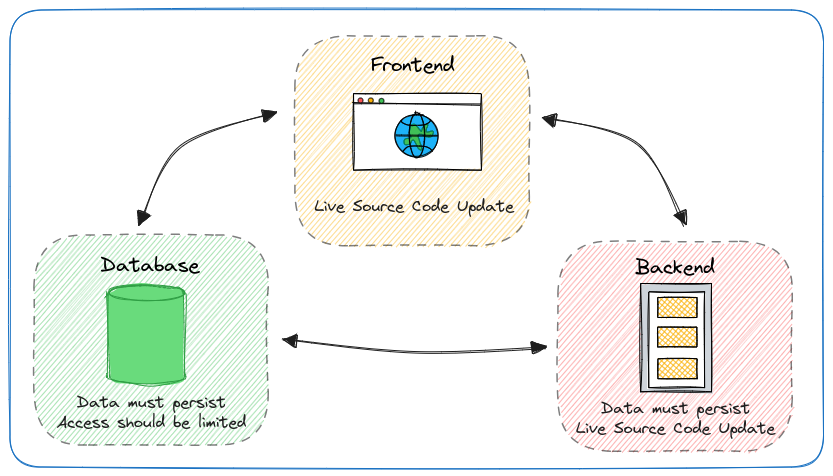 Frontend
Live Source Code Update
Database
Data must persist
Access should be limited
Backend
Data must persist
Live Source Code Update